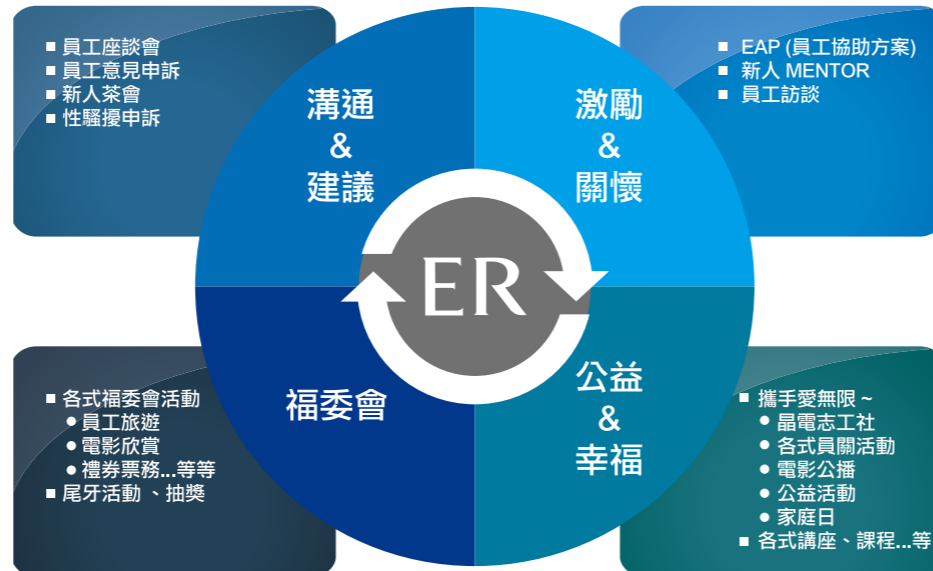 ■ 員工座談會
■ 員工意見申訴
■ 新人茶會
■ 性騷擾申訴
溝通
&
建議
激勵
&
關懷
■ EAP (員工協助方案)
■ 新人 MENTOR
■ 員工訪談
ER
■ 各式福委會活動
● 員工旅遊
● 電影欣賞
● 禮券票務...等等
■ 尾牙活動 、抽獎
福委會
公益
&
幸福
■ 攜手愛無限 ~
● 晶電志工社
● 各式員關活動
● 電影公播
● 公益活動
● 家庭日
■ 各式講座、課程...等